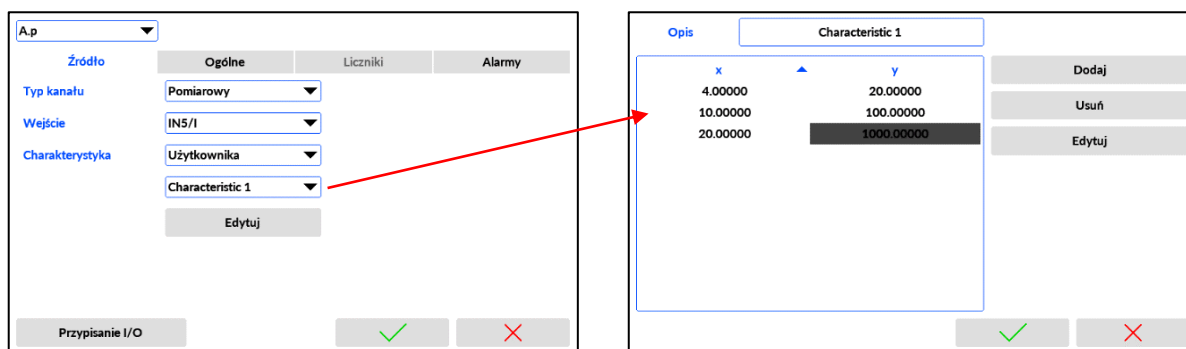 A.p
Źródło Ogólne Liczniki Alarmy
Typ kanału Pomiarowy
Wejście IN5/I
Charakterystyka Użytkownika
Characteristic 1
Edytuj
Przypisanie I/O
Opis Characteristic 1
x y
4.00000 20.00000
10.00000 100.00000
20.00000 1000.00000
Dodaj
Usuń
Edytuj